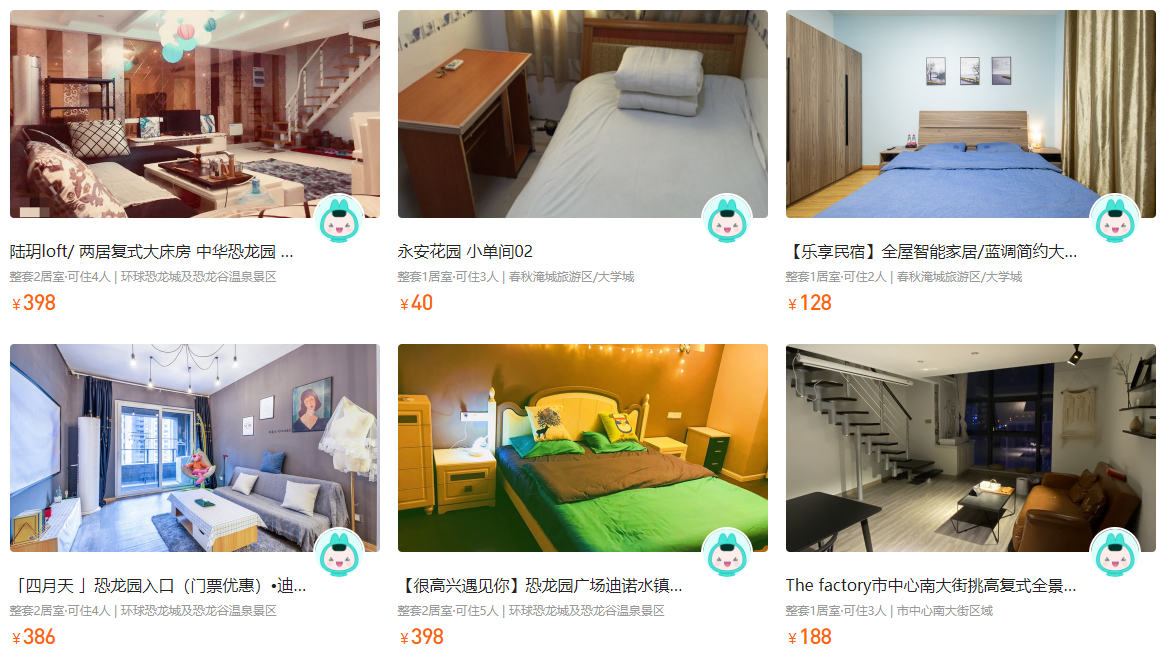 陆玥loft/ 两居复式大床房 中华恐龙园 ...
整套2居室·可住4人 | 环球恐龙城及恐龙谷温泉景区
¥398
永安花园 小单间02
整套1居室·可住3人 | 春秋淹城旅游区/大学城
¥40
【乐享民宿】全屋智能家居/蓝调简约大...
整套1居室·可住2人 | 春秋淹城旅游区/大学城
¥128
「四月天 」恐龙园入口（门票优惠）•迪...
整套2居室·可住4人 | 环球恐龙城及恐龙谷温泉景区
¥386
【很高兴遇见你】恐龙园广场迪诺水镇...
整套2居室·可住5人 | 环球恐龙城及恐龙谷温泉景区
¥398
The factory市中心南大街挑高复式全景...
整套1居室·可住3人 | 市中心南大街区域
¥188